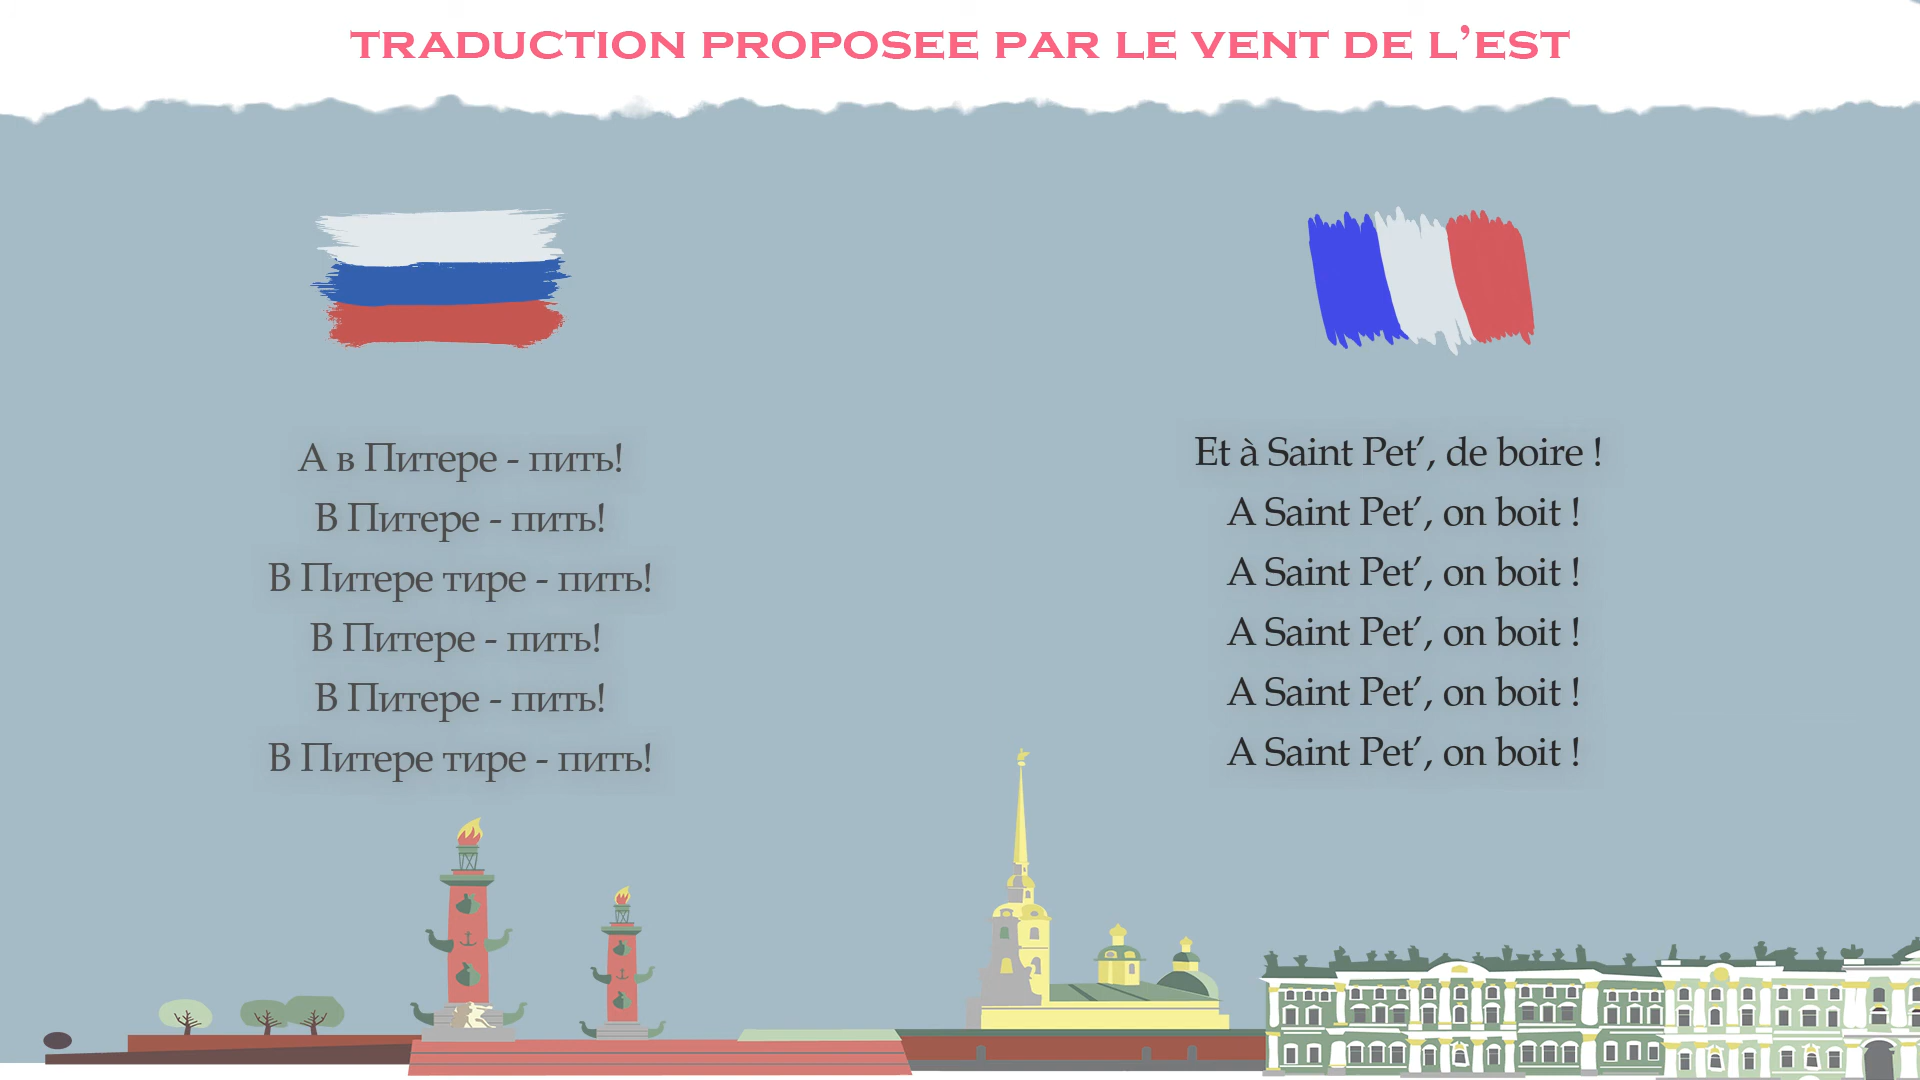 TRADUCTION PROPOSEE PAR LE VENT DE L’EST
А в Питере - пить!
В Питере - пить!
В Питере тире - пить!
В Питере - пить!
В Питере - пить!
В Питере тире - пить!
Et à Saint Pet’, de boire !
A Saint Pet’, on boit !
A Saint Pet’, on boit !
A Saint Pet’, on boit !
A Saint Pet’, on boit !
A Saint Pet’, on boit !